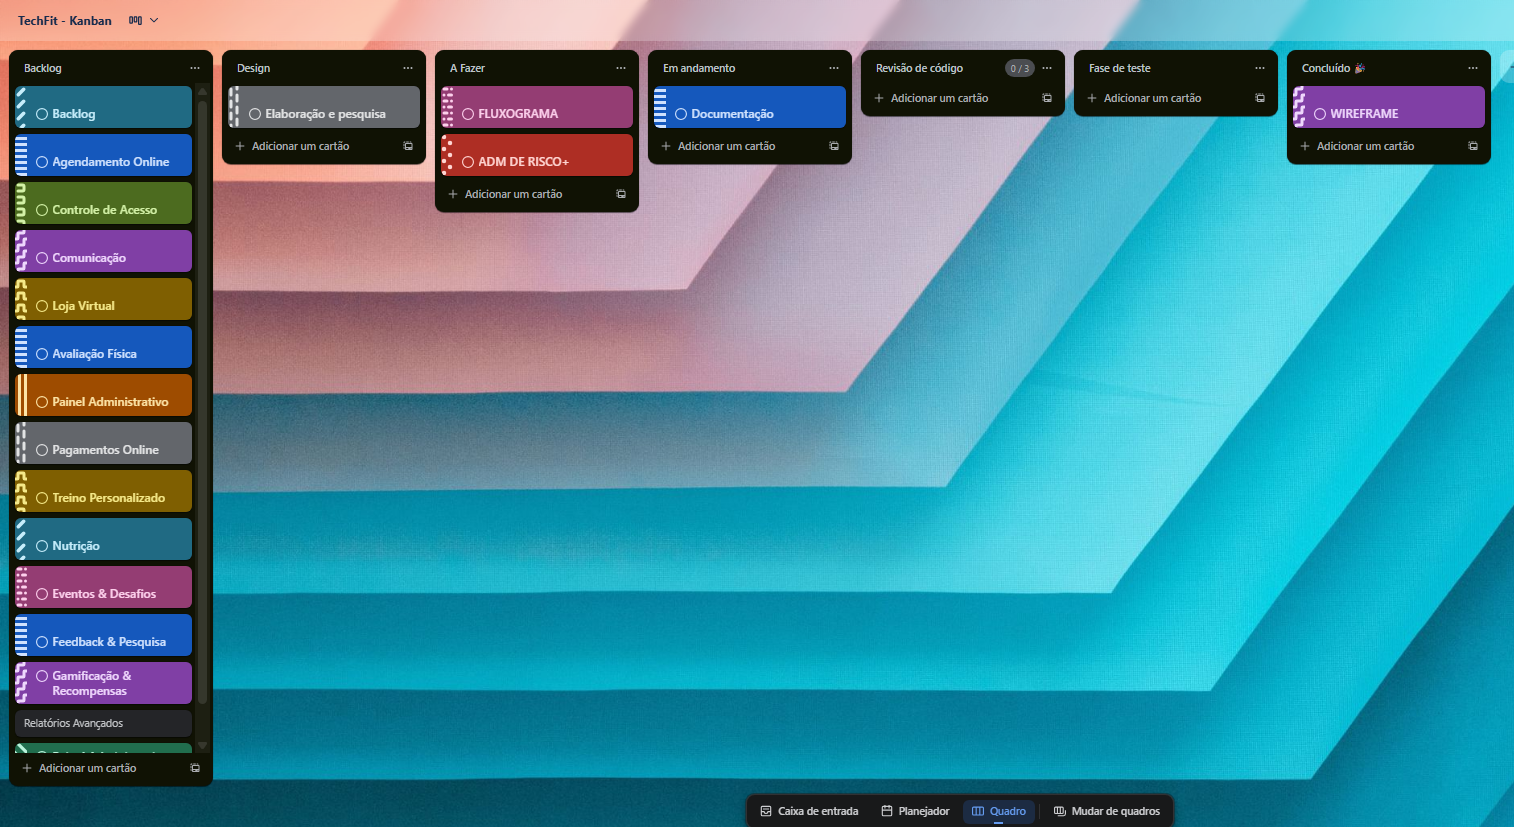 TechFit - Kanban
Backlog
Backlog
Agendamento Online
Controle de Acesso
Comunicação
Loja Virtual
Avaliação Física
Painel Administrativo
Pagamentos Online
Treino Personalizado
Nutrição
Eventos & Desafios
Feedback & Pesquisa
Gamificação &
Recompensas
Relatórios Avançados
Adicionar um cartão
Design
Elaboração e pesquisa
Adicionar um cartão
A Fazer
FLUXOGRAMA
ADM DE RISCO+
Adicionar um cartão
Em andamento
Documentação
Adicionar um cartão
Revisão de código 0 / 3
Adicionar um cartão
Fase de teste
Adicionar um cartão
Concluído 🎉
WIREFRAME
Adicionar um cartão
Caixa de entrada
Planejador
Quadro
Mudar de quadros